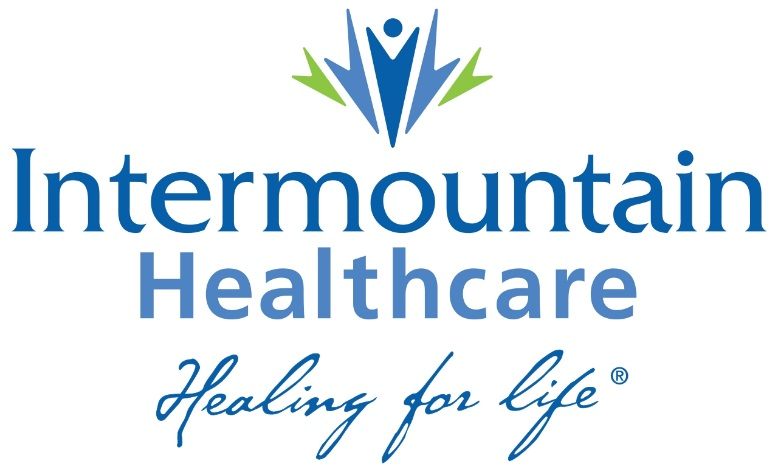 Intermountain
Healthcare
Healing for life®